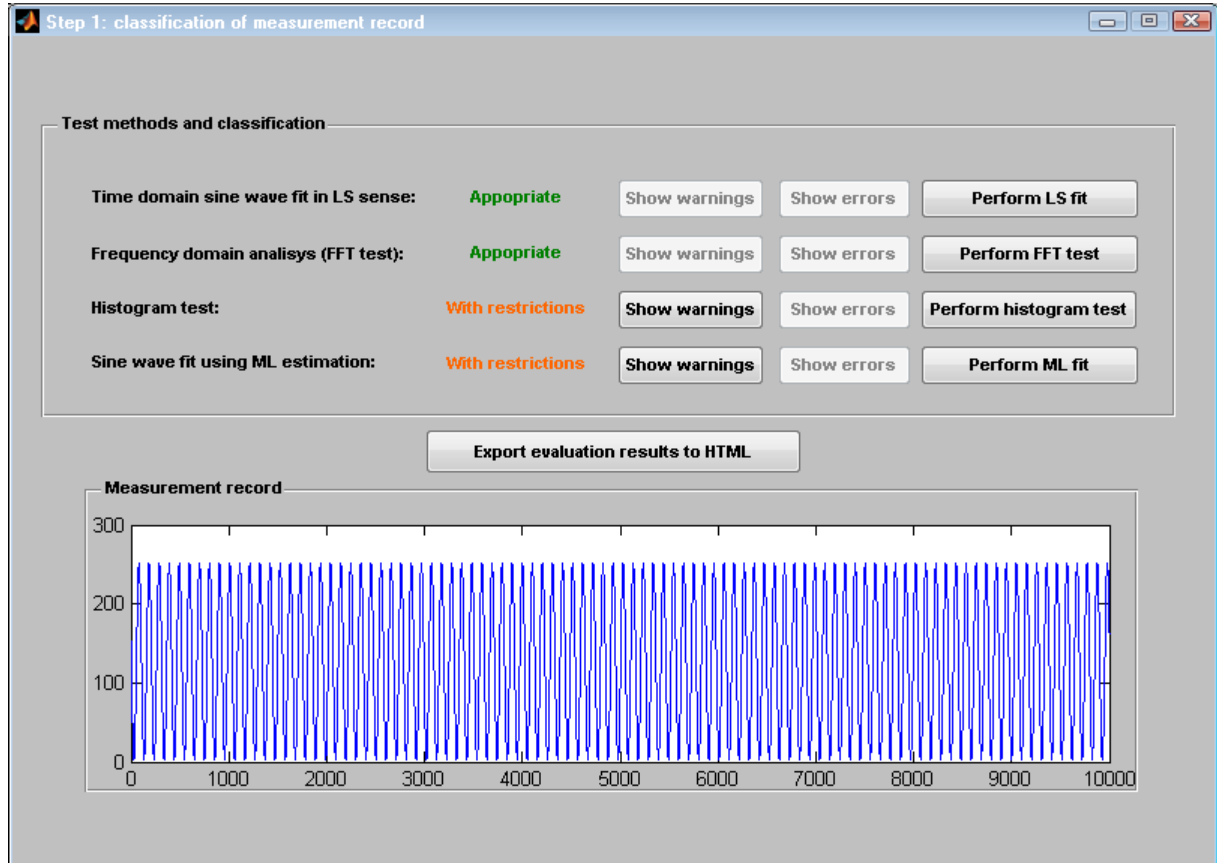 Step 1: classification of measurement record
Test methods and classification
Time domain sine wave fit in LS sense: Appopriate Show warnings Show errors Perform LS fit
Frequency domain analisys (FFT test): Appopriate Show warnings Show errors Perform FFT test
Histogram test: With restrictions Show warnings Show errors Perform histogram test
Sine wave fit using ML estimation: With restrictions Show warnings Show errors Perform ML fit
Export evaluation results to HTML
Measurement record
300
200
100
0
0 1000 2000 3000 4000 5000 6000 7000 8000 9000 10000